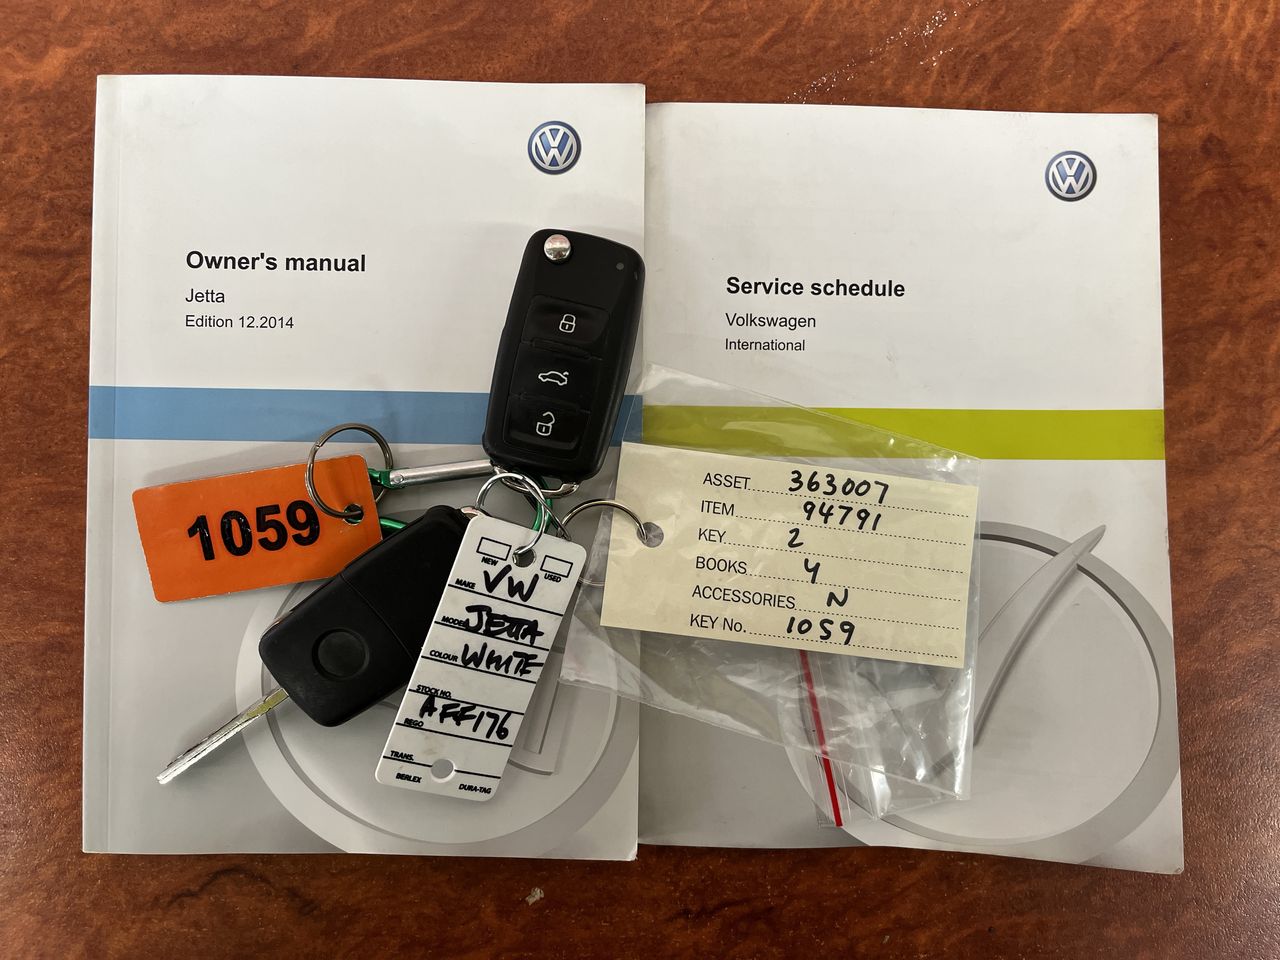 Owner's manual
Jetta
Edition 12.2014
Service schedule
Volkswagen
International
1059
NEW USED
MAKE VW
MODEL JETTA
COLOUR WHITE
STOCK NO.
AFF176
REGO
TRANS.
BERLEX DURA-TAG
ASSET 363007
ITEM 94791
KEY 2
BOOKS 4
ACCESSORIES N
KEY No. 1059